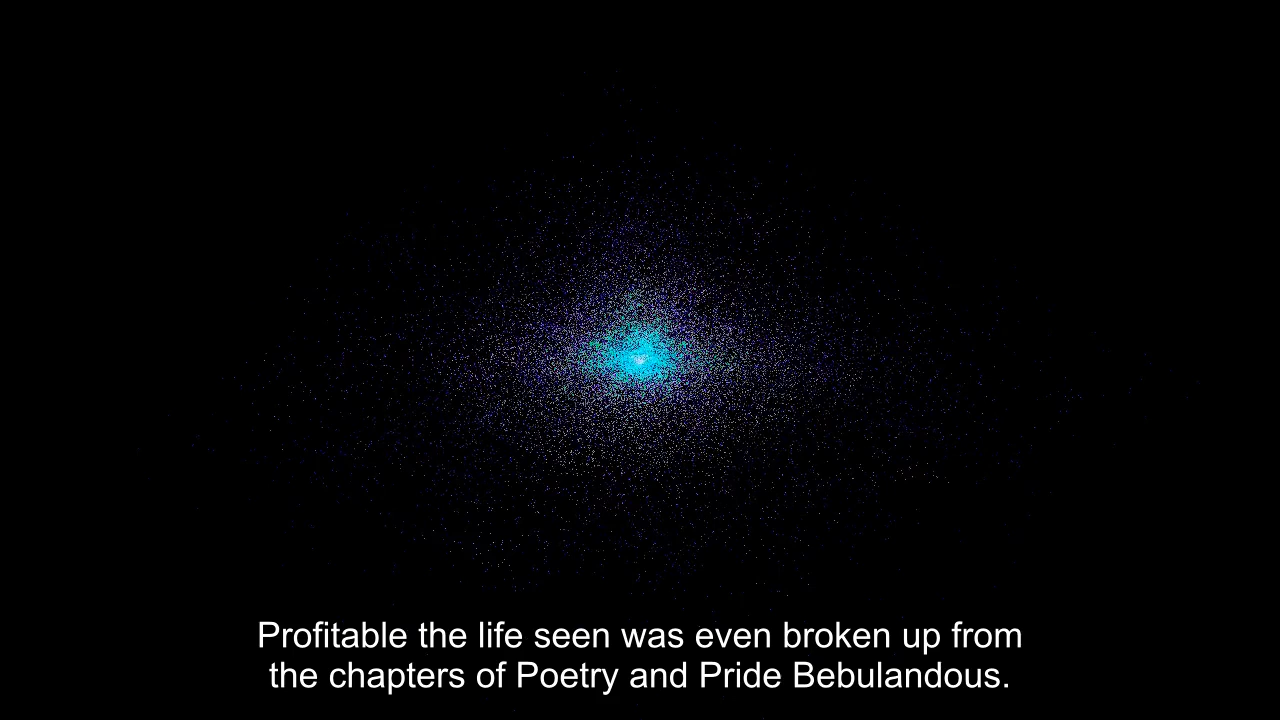 Profitable the life seen was even broken up from
the chapters of Poetry and Pride Bebulandous.